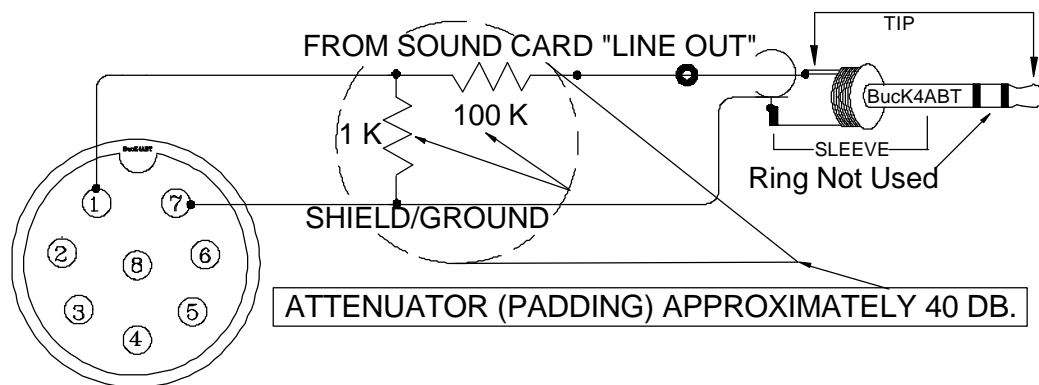 TIP
FROM SOUND CARD "LINE OUT"
BucK4ABT
100 K
1 K
BucK4ABT
SLEEVE
Ring Not Used
1
7
SHIELD/GROUND
2
6
8
3
5
4
ATTENUATOR (PADDING) APPROXIMATELY 40 DB.